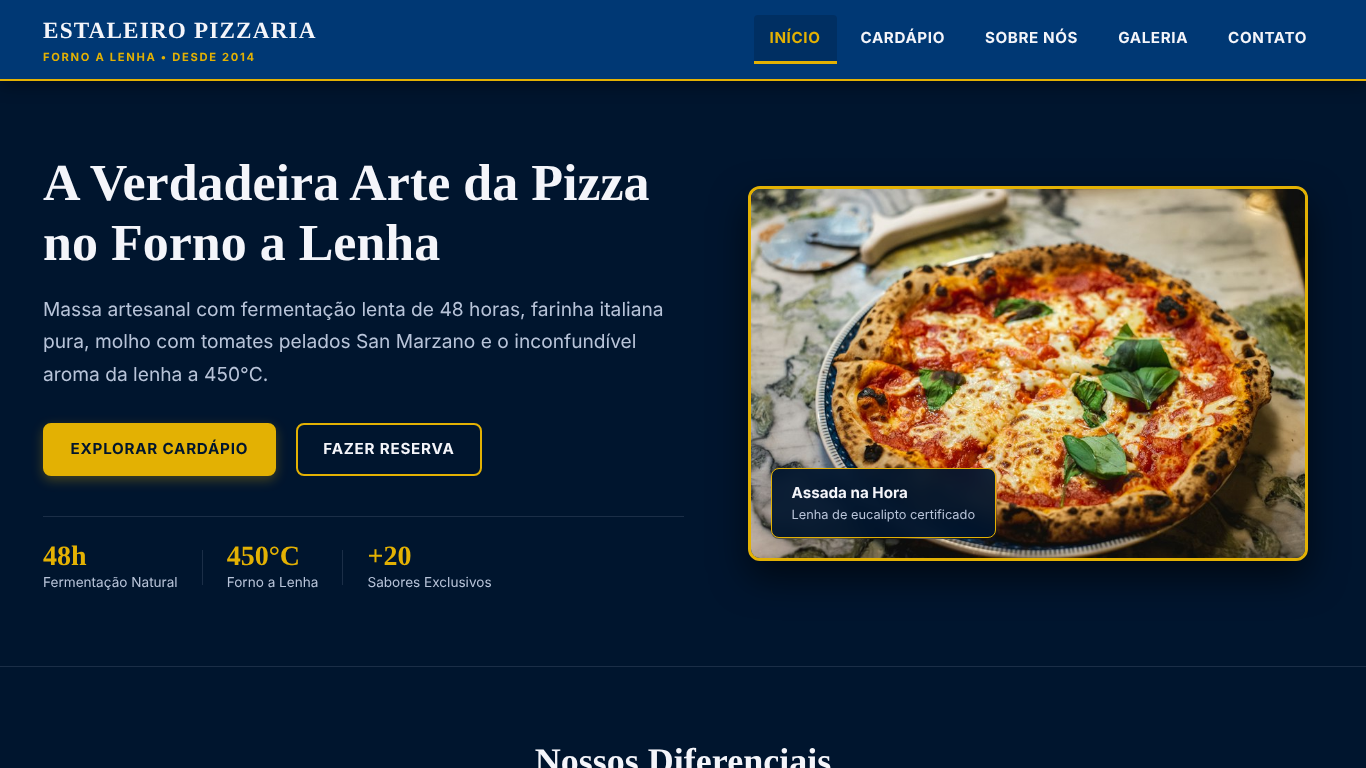 ESTALEIRO PIZZARIA
FORNO A LENHA • DESDE 2014
INÍCIO
CARDÁPIO
SOBRE NÓS
GALERIA
CONTATO
A Verdadeira Arte da Pizza
no Forno a Lenha
Massa artesanal com fermentação lenta de 48 horas, farinha italiana
pura, molho com tomates pelados San Marzano e o inconfundível
aroma da lenha a 450°C.
EXPLORAR CARDÁPIO
FAZER RESERVA
48h
Fermentação Natural
450°C
Forno a Lenha
+20
Sabores Exclusivos
Assada na Hora
Lenha de eucalipto certificado
Nossos Diferenciais